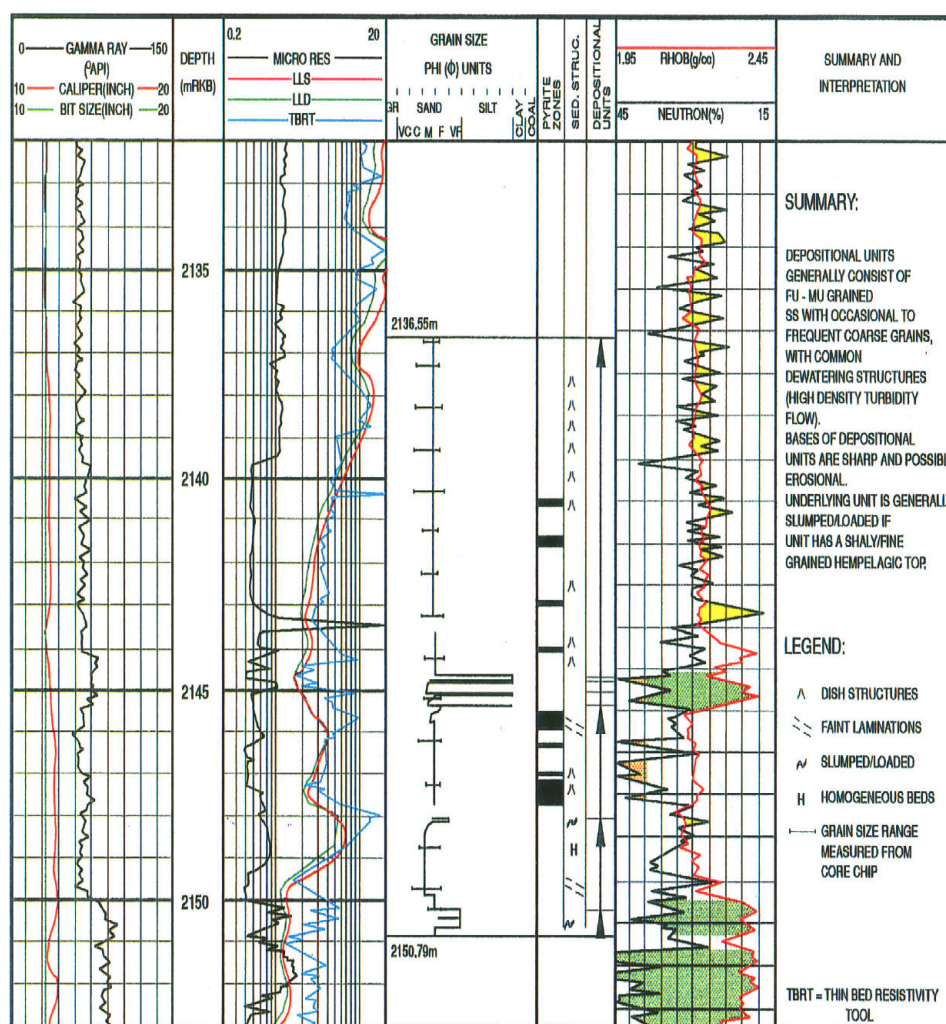 0 GAMMA RAY 150
(ºAPI)
10 CALIPER(INCH) 20
10 BIT SIZE(INCH) 20
DEPTH
(mRKB)
0.2 20
MICRO RES
LLS
LLD
TBRT
GRAIN SIZE
PHI (ϕ) UNITS
GR SAND SILT
VC C M F VF
CLAY
COAL
PYRITE
ZONES
SED. STRUC.
DEPOSITIONAL
UNITS
1.95 RHOB(g/cc) 2.45
45 NEUTRON(%) 15
SUMMARY AND
INTERPRETATION
2135
2140
2145
2150
2136,55m
2150,79m
SUMMARY:
DEPOSITIONAL UNITS
GENERALLY CONSIST OF
FU - MU GRAINED
SS WITH OCCASIONAL TO
FREQUENT COARSE GRAINS,
WITH COMMON
DEWATERING STRUCTURES
(HIGH DENSITY TURBIDITY
FLOW).
BASES OF DEPOSITIONAL
UNITS ARE SHARP AND POSSIBL
EROSIONAL.
UNDERLYING UNIT IS GENERALL
SLUMPED/LOADED IF
UNIT HAS A SHALY/FINE
GRAINED HEMPELAGIC TOP.
LEGEND:
DISH STRUCTURES
FAINT LAMINATIONS
SLUMPED/LOADED
H HOMOGENEOUS BEDS
GRAIN SIZE RANGE
MEASURED FROM
CORE CHIP
H
TBRT = THIN BED RESISTIVITY
TOOL